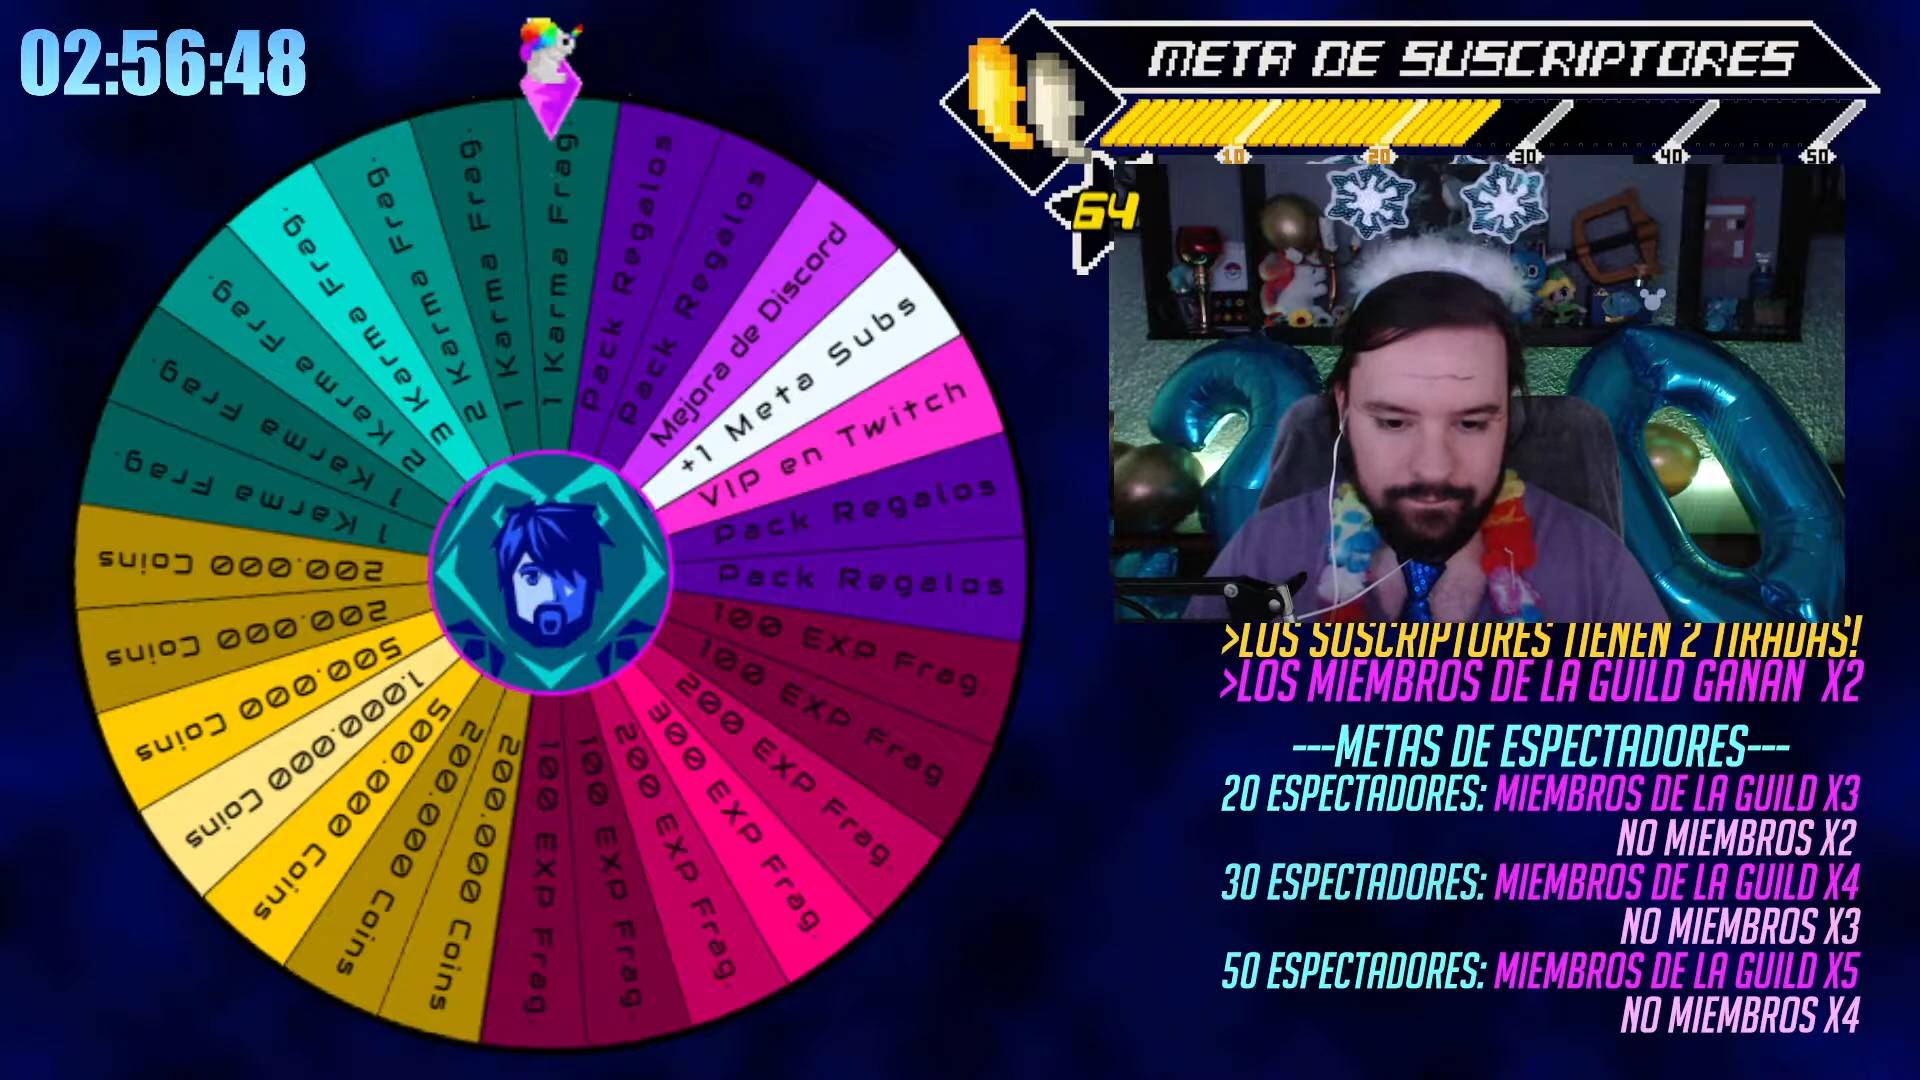 02:56:48
META DE SUSCRIPTORES
10
20
30
40
50
64
1 Karma Frag.
Pack Regalos
Pack Regalos
Mejora de Discord
+1 Meta Subs
VIP en Twitch
Pack Regalos
Pack Regalos
100 EXP Frag.
100 EXP Frag.
200 EXP Frag.
300 EXP Frag.
200 EXP Frag.
100 EXP Frag.
100 EXP Frag.
200.000 Coins
200.000 Coins
500.000 Coins
1.000.000 Coins
500.000 Coins
200.000 Coins
200.000 Coins
1 Karma Frag.
1 Karma Frag.
2 Karma Frag.
3 Karma Frag.
2 Karma Frag.
1 Karma Frag.
>LOS SUSCRIPTORES TIENEN 2 TIRADAS!
>LOS MIEMBROS DE LA GUILD GANAN X2
---METAS DE ESPECTADORES---
20 ESPECTADORES: MIEMBROS DE LA GUILD X3
NO MIEMBROS X2
30 ESPECTADORES: MIEMBROS DE LA GUILD X4
NO MIEMBROS X3
50 ESPECTADORES: MIEMBROS DE LA GUILD X5
NO MIEMBROS X4